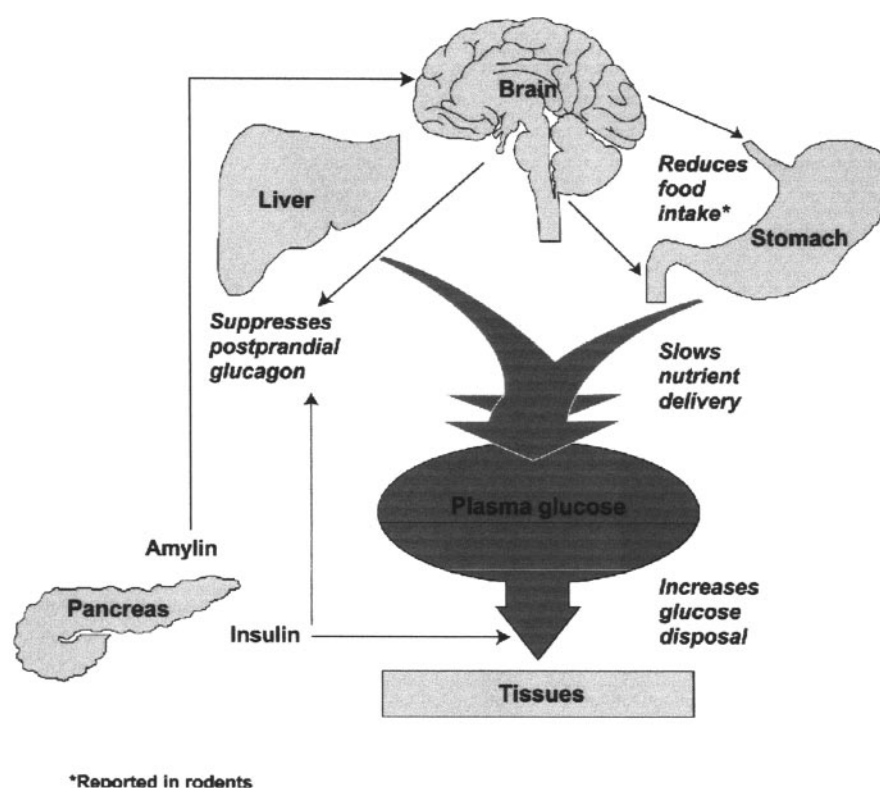 Brain
Liver
Reduces
food
intake*
Stomach
Suppresses
postprandial
glucagon
Slows
nutrient
delivery
Plasma glucose
Amylin
Pancreas
Insulin
Increases
glucose
disposal
Tissues
*Reported in rodents